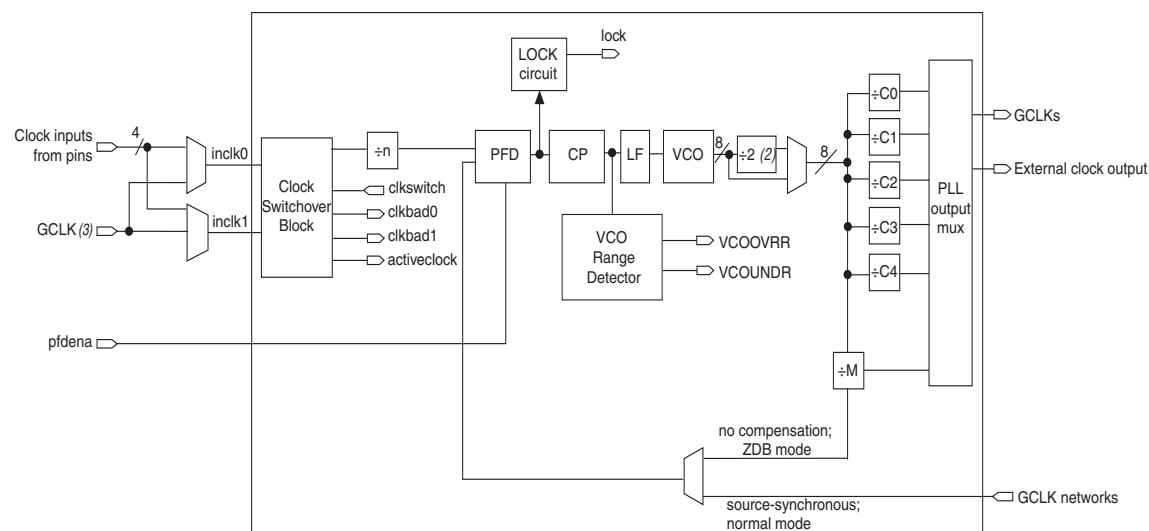 lock
LOCK
circuit
÷C0
GCLKs
Clock inputs
from pins
4
÷n
PFD
CP
LF
VCO
8
÷2 (2)
8
÷C1
inclk0
External clock output
Clock
Switchover
Block
clkswitch
÷C2
PLL
output
mux
clkbad0
GCLK (3)
inclk1
clkbad1
VCO
Range
Detector
VCOOVRR
÷C3
activeclock
VCOUNDR
÷C4
pfdena
÷M
no compensation;
ZDB mode
source-synchronous;
normal mode
GCLK networks